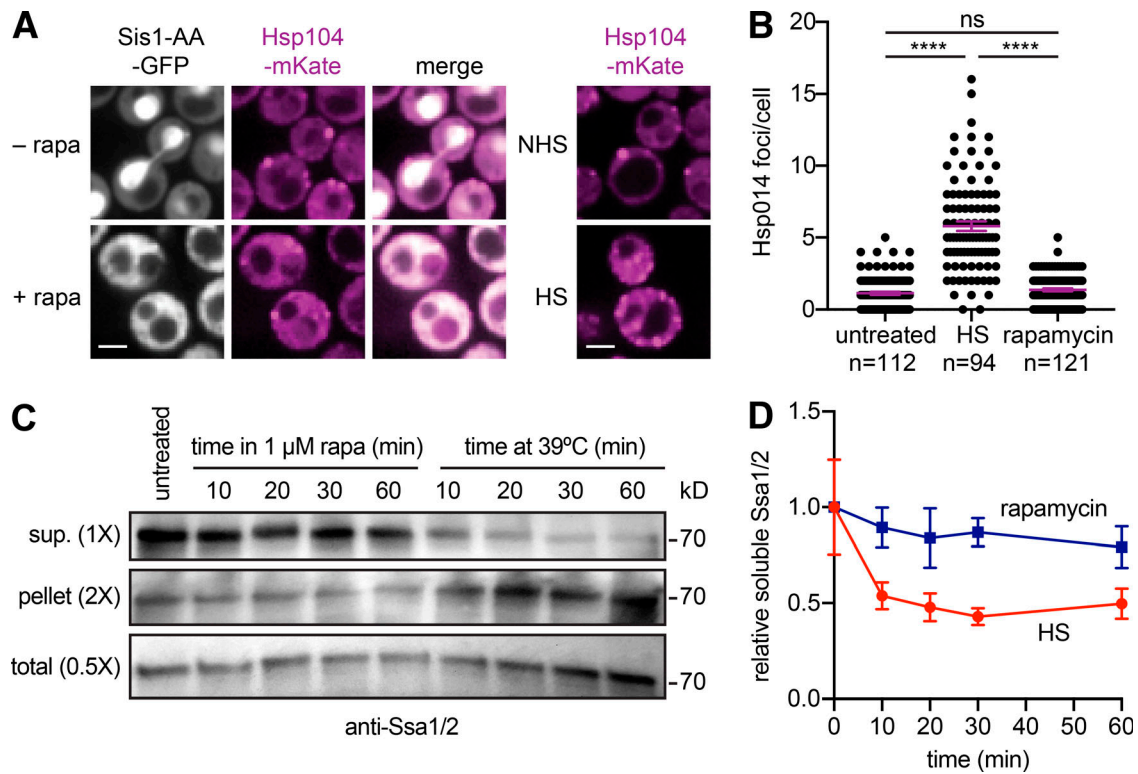 A
Sis1-AA
-GFP
Hsp104
-mKate
merge
Hsp104
-mKate
– rapa
NHS
+ rapa
HS
B
ns
**** ****
Hsp014 foci/cell
20
15
10
5
0
untreated HS rapamycin
n=112 n=94 n=121
C
untreated
time in 1 µM rapa (min) time at 39ºC (min)
10 20 30 60 10 20 30 60 kD
sup. (1X) -70
pellet (2X) -70
total (0.5X) -70
anti-Ssa1/2
D
relative soluble Ssa1/2
1.5
1.0
0.5
0.0
rapamycin
HS
0 10 20 30 40 50 60
time (min)